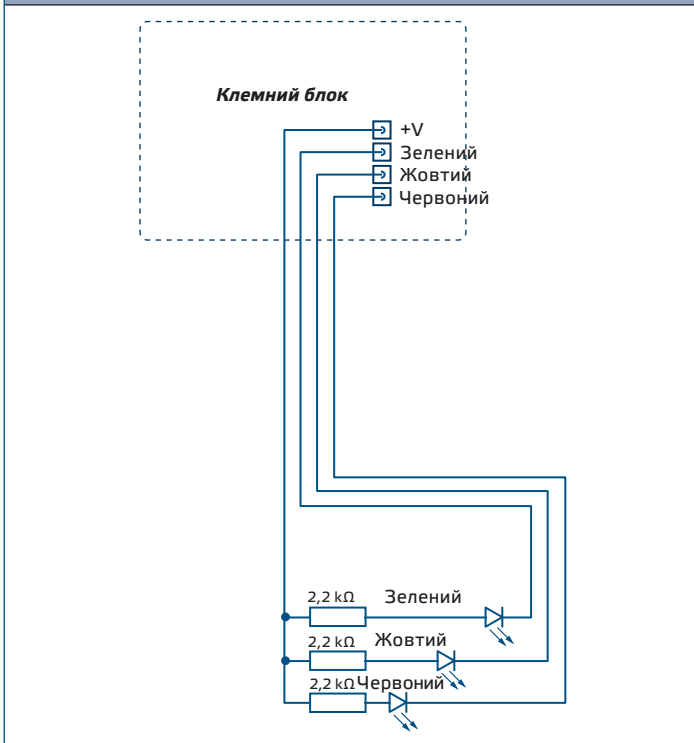 Клемний блок
+V
Зелений
Жовтий
Червоний
2,2 kΩ Зелений
2,2 kΩ Жовтий
2,2 kΩ Червоний